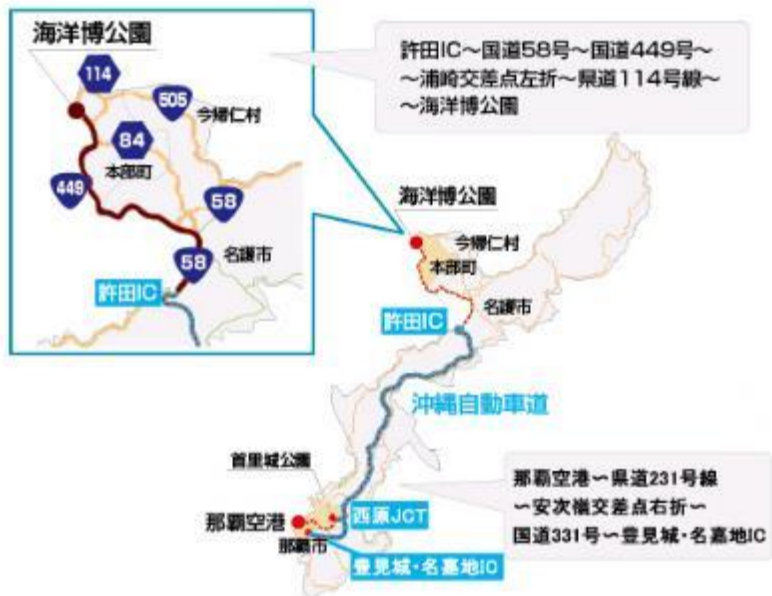 海洋博公園
114
505
今帰仁村
84
本部町
449
58
58
名護市
許田IC
許田IC～国道58号～国道449号～
～浦崎交差点左折～県道114号線～
～海洋博公園
海洋博公園
今帰仁村
本部町
名護市
許田IC
沖縄自動車道
首里城公園
那覇空港
西原JCT
那覇市
豊見城・名嘉地IC
那覇空港～県道231号線
～安次嶺交差点右折～
国道331号～豊見城・名嘉地IC